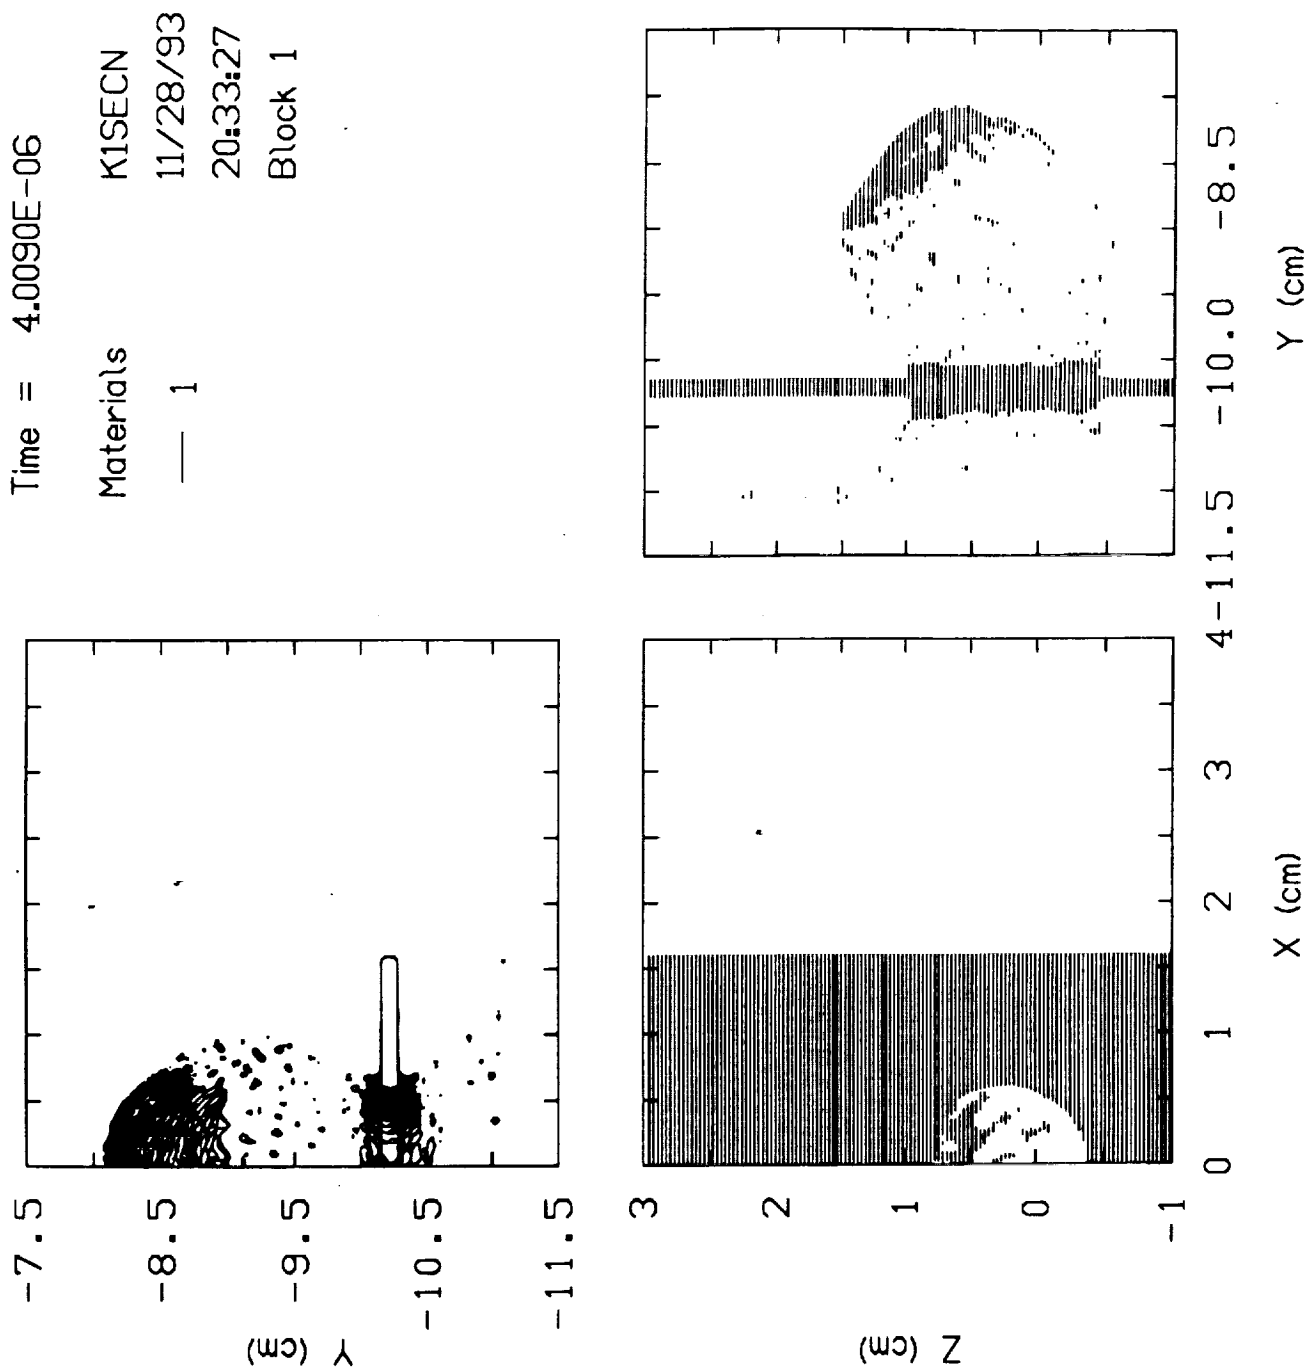 Time = 4.0090E-06
Materials
1
K1SECN
11/28/93
20:33:27
Block 1
-7.5
-8.5
-9.5
-10.5
-11.5
Y (cm)
3
2
1
0
-1
Z (cm)
0
1
2
3
4
X (cm)
-11.5
-10.0
-8.5
Y (cm)